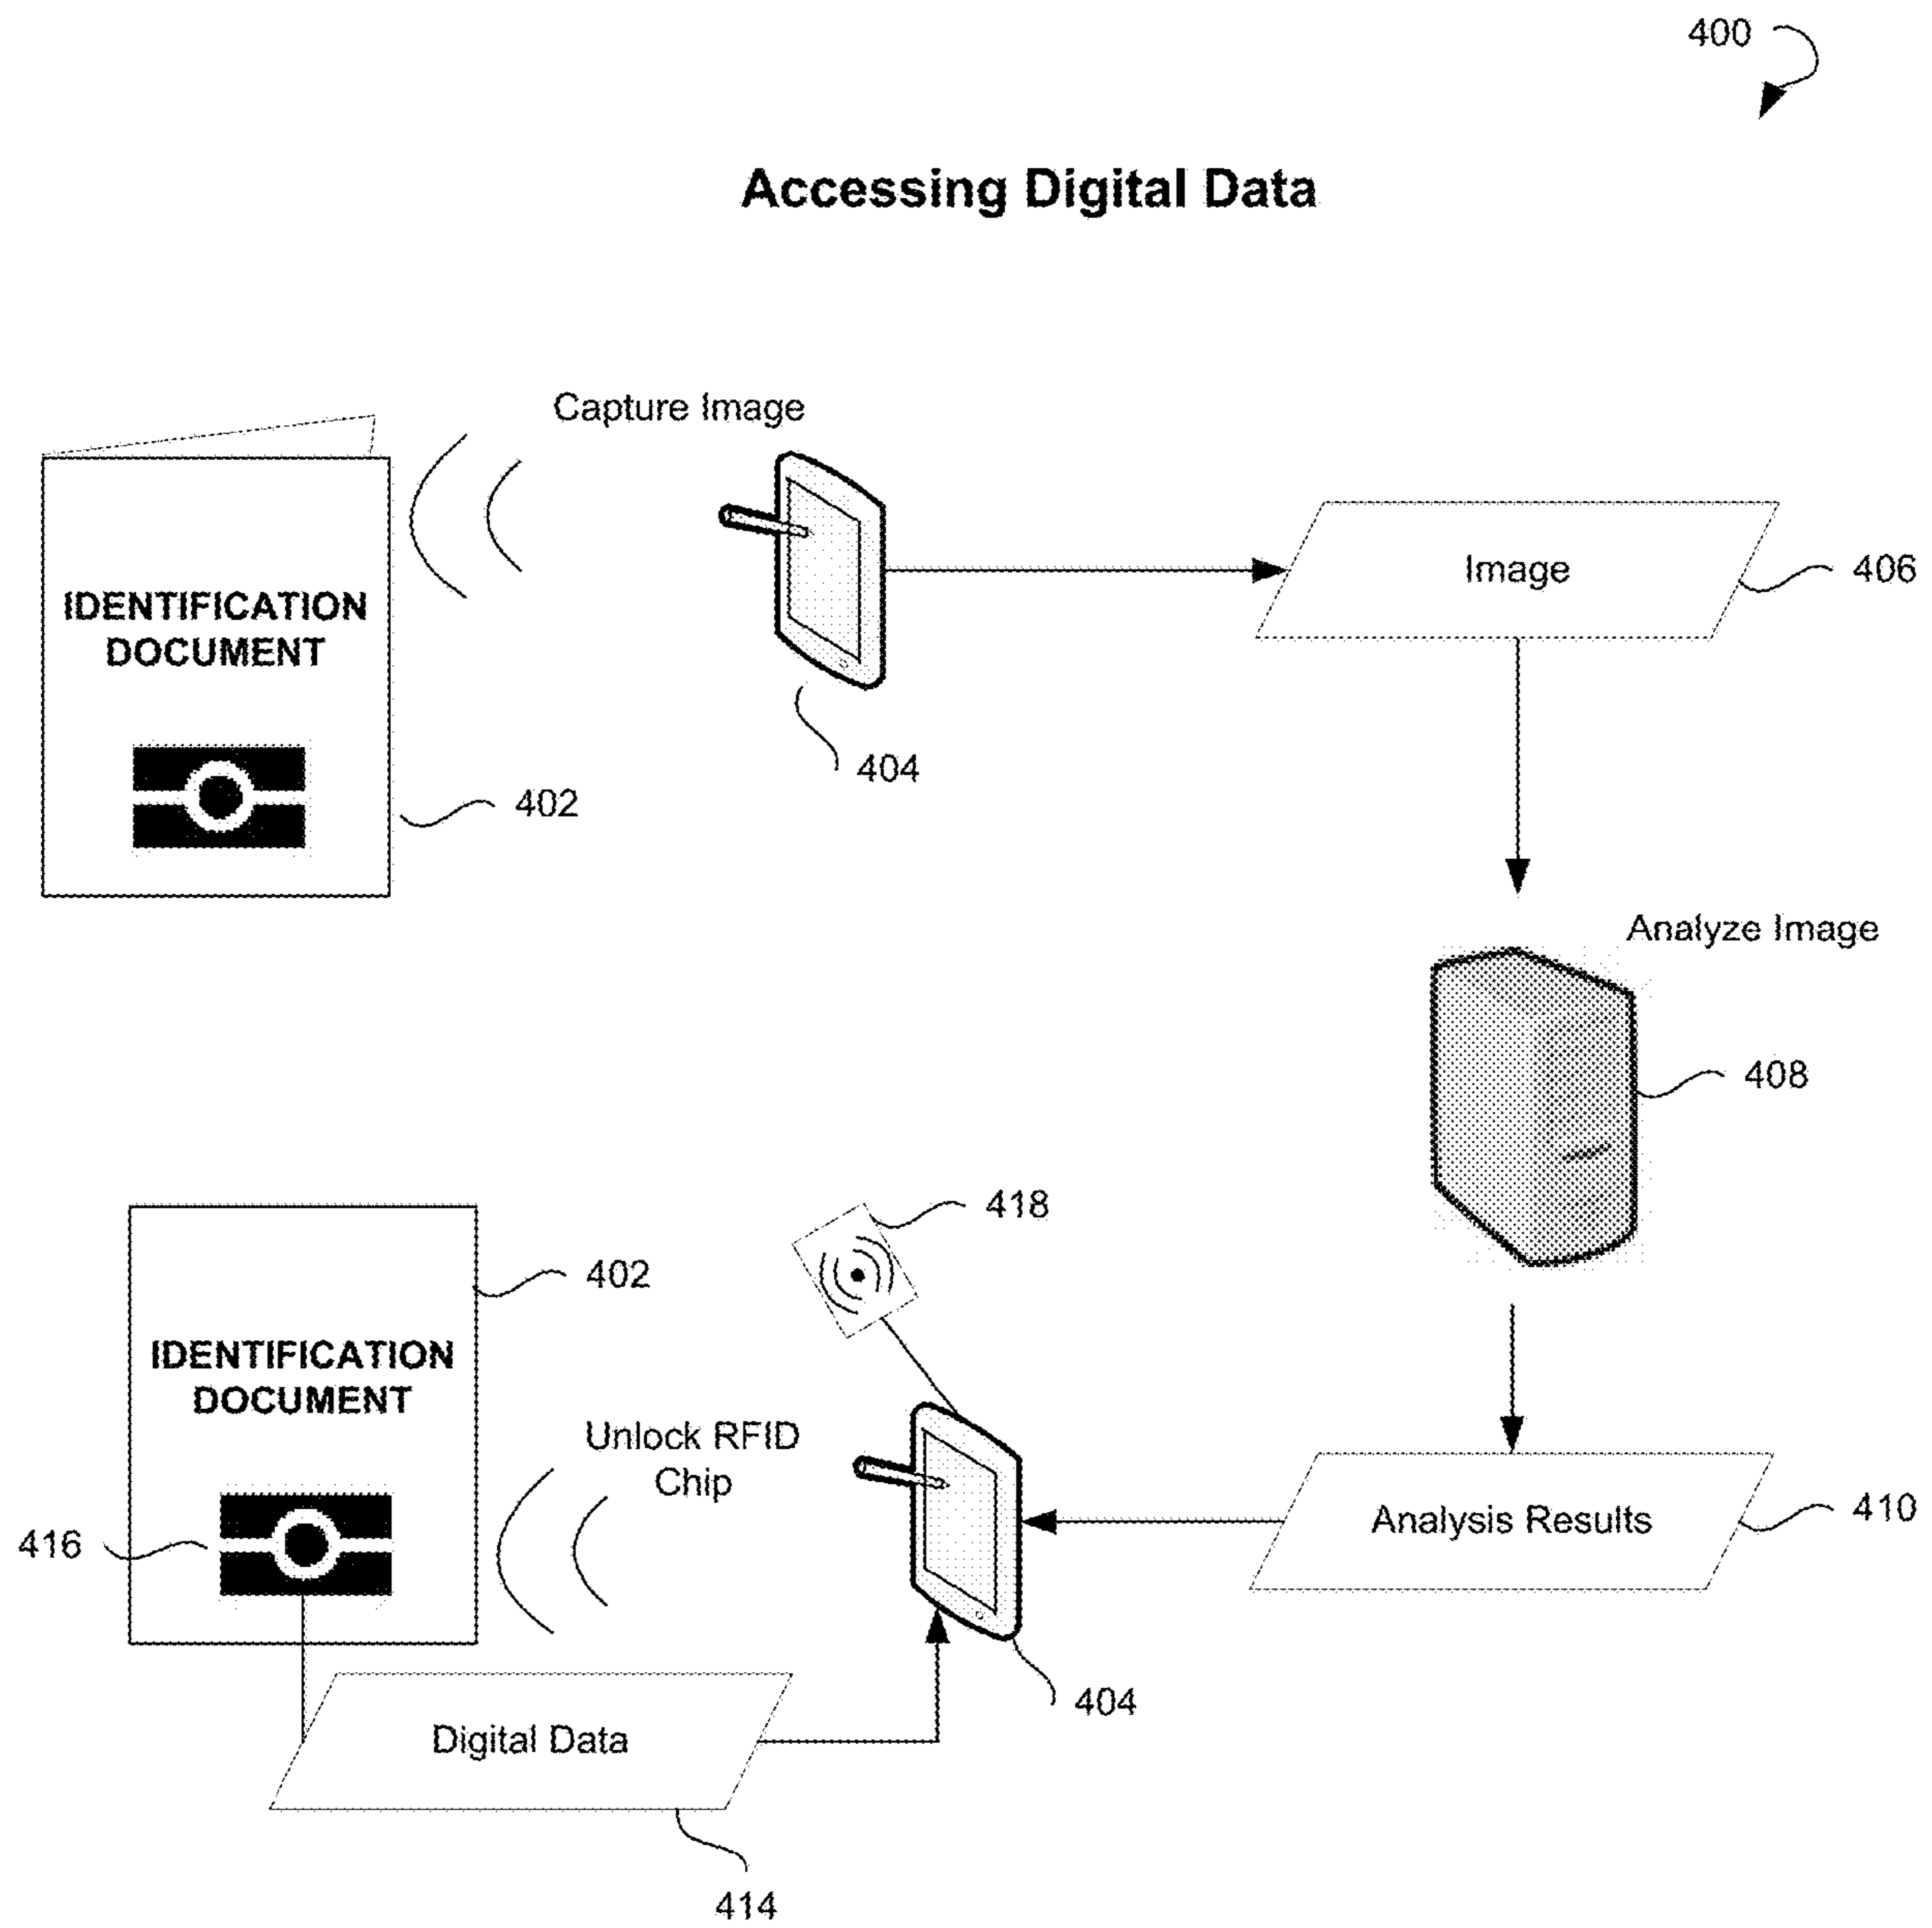 400
Accessing Digital Data
Capture Image
IDENTIFICATION
DOCUMENT
402
404
Image
406
Analyze Image
408
418
402
IDENTIFICATION
DOCUMENT
416
Unlock RFID
Chip
404
Analysis Results
410
Digital Data
414